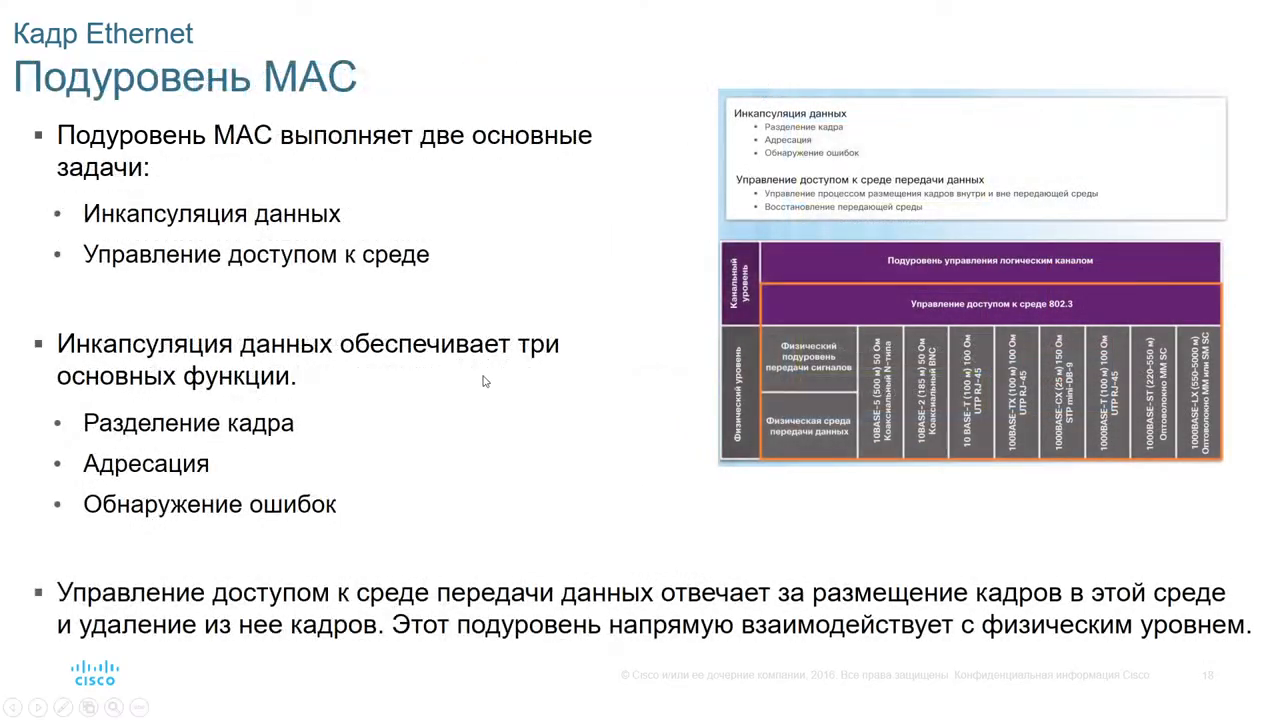 Кадр Ethernet
Подуровень MAC
Подуровень MAC выполняет две основные
задачи:
Инкапсуляция данных
Управление доступом к среде
Инкапсуляция данных обеспечивает три
основных функции.
Разделение кадра
Адресация
Обнаружение ошибок
Управление доступом к среде передачи данных отвечает за размещение кадров в этой среде
и удаление из нее кадров. Этот подуровень напрямую взаимодействует с физическим уровнем.
Инкапсуляция данных
Разделение кадра
Адресация
Обнаружение ошибок
Управление доступом к среде передачи данных
Управление процессом размещения кадров внутри и вне передающей среды
Восстановление передающей среды
Канальный
уровень
Подуровень управления логическим каналом
Управление доступом к среде 802.3
Физический уровень
Физический
подуровень
передачи сигналов
Физическая среда
передачи данных
10BASE-5 (500 м) 50 Ом
Коаксиальный N-типа
10BASE-2 (185 м) 50 Ом
Коаксиальный BNC
10 BASE-T (100 м) 100 Ом
UTP RJ-45
100BASE-TX (100 м) 100 Ом
UTP RJ-45
1000BASE-CX (25 м) 150 Ом
STP mini-DB-9
1000BASE-T (100 м) 100 Ом
UTP RJ-45
1000BASE-ST (220-550 м)
Оптоволокно MM SC
1000BASE-LX (550-5000 м)
Оптоволокно MM или SM SC
CISCO
© Cisco и/или ее дочерние компании, 2016. Все права защищены. Конфиденциальная информация Cisco
18